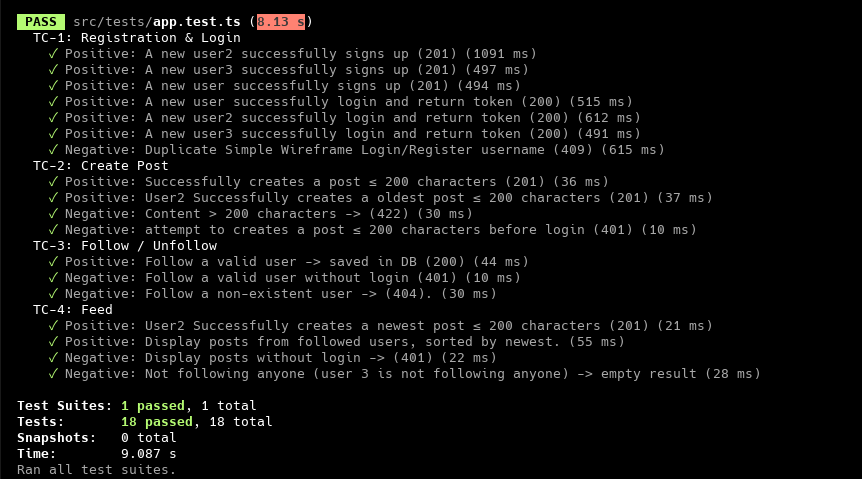 PASS src/tests/app.test.ts (8.13 s)
TC-1: Registration & Login
✓ Positive: A new user2 successfully signs up (201) (1091 ms)
✓ Positive: A new user3 successfully signs up (201) (497 ms)
✓ Positive: A new user successfully signs up (201) (494 ms)
✓ Positive: A new user successfully login and return token (200) (515 ms)
✓ Positive: A new user2 successfully login and return token (200) (612 ms)
✓ Positive: A new user3 successfully login and return token (200) (491 ms)
✓ Negative: Duplicate Simple Wireframe Login/Register username (409) (615 ms)
TC-2: Create Post
✓ Positive: Successfully creates a post ≤ 200 characters (201) (36 ms)
✓ Positive: User2 Successfully creates a oldest post ≤ 200 characters (201) (37 ms)
✓ Negative: Content > 200 characters -> (422) (30 ms)
✓ Negative: attempt to creates a post ≤ 200 characters before login (401) (10 ms)
TC-3: Follow / Unfollow
✓ Positive: Follow a valid user -> saved in DB (200) (44 ms)
✓ Negative: Follow a valid user without login (401) (10 ms)
✓ Negative: Follow a non-existent user -> (404). (30 ms)
TC-4: Feed
✓ Positive: User2 Successfully creates a newest post ≤ 200 characters (201) (21 ms)
✓ Positive: Display posts from followed users, sorted by newest. (55 ms)
✓ Negative: Display posts without login -> (401) (22 ms)
✓ Negative: Not following anyone (user 3 is not following anyone) -> empty result (28 ms)
Test Suites: 1 passed, 1 total
Tests: 18 passed, 18 total
Snapshots: 0 total
Time: 9.087 s
Ran all test suites.